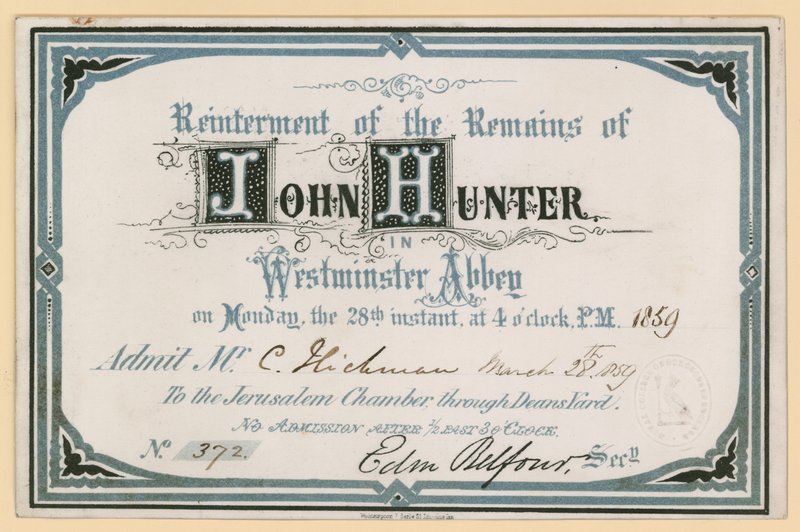 Reinterment of the Remains of
JOHN HUNTER
IN
Westminster Abbey
on Monday, the 28th instant, at 4 o'clock, P.M. 1859
Admit Mr. C. Hickman March 28th 1859
To the Jerusalem Chamber, through Deans Yard.
NO ADMISSION AFTER 1/2 PAST 3 O'CLOCK.
No. 372.
Edm Belfour, Secy